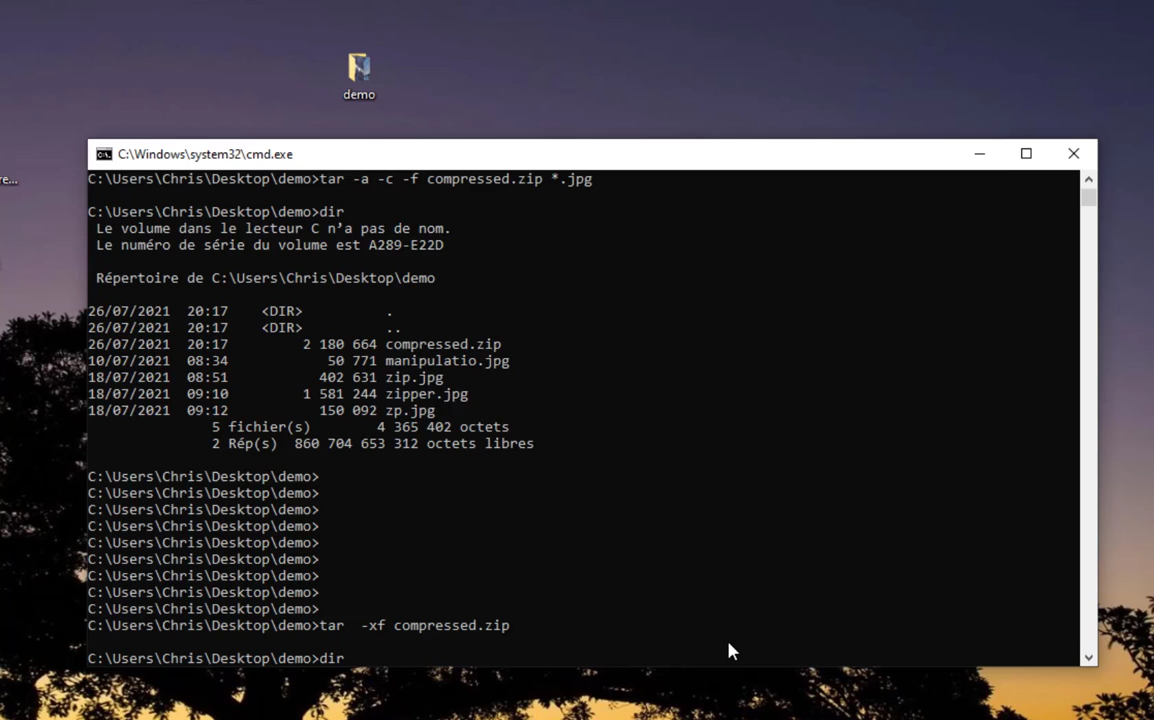 demo
re...
C:\Windows\system32\cmd.exe
C:\Users\Chris\Desktop\demo>tar -a -c -f compressed.zip *.jpg
C:\Users\Chris\Desktop\demo>dir
Le volume dans le lecteur C n’a pas de nom.
Le numéro de série du volume est A289-E22D
Répertoire de C:\Users\Chris\Desktop\demo
26/07/2021  20:17    <DIR>          .
26/07/2021  20:17    <DIR>          ..
26/07/2021  20:17         2 180 664 compressed.zip
10/07/2021  08:34            50 771 manipulatio.jpg
18/07/2021  08:51           402 631 zip.jpg
18/07/2021  09:10         1 581 244 zipper.jpg
18/07/2021  09:12           150 092 zp.jpg
5 fichier(s)        4 365 402 octets
2 Rép(s)  860 704 653 312 octets libres
C:\Users\Chris\Desktop\demo>
C:\Users\Chris\Desktop\demo>
C:\Users\Chris\Desktop\demo>
C:\Users\Chris\Desktop\demo>
C:\Users\Chris\Desktop\demo>
C:\Users\Chris\Desktop\demo>
C:\Users\Chris\Desktop\demo>
C:\Users\Chris\Desktop\demo>
C:\Users\Chris\Desktop\demo>
C:\Users\Chris\Desktop\demo>tar  -xf compressed.zip
C:\Users\Chris\Desktop\demo>dir